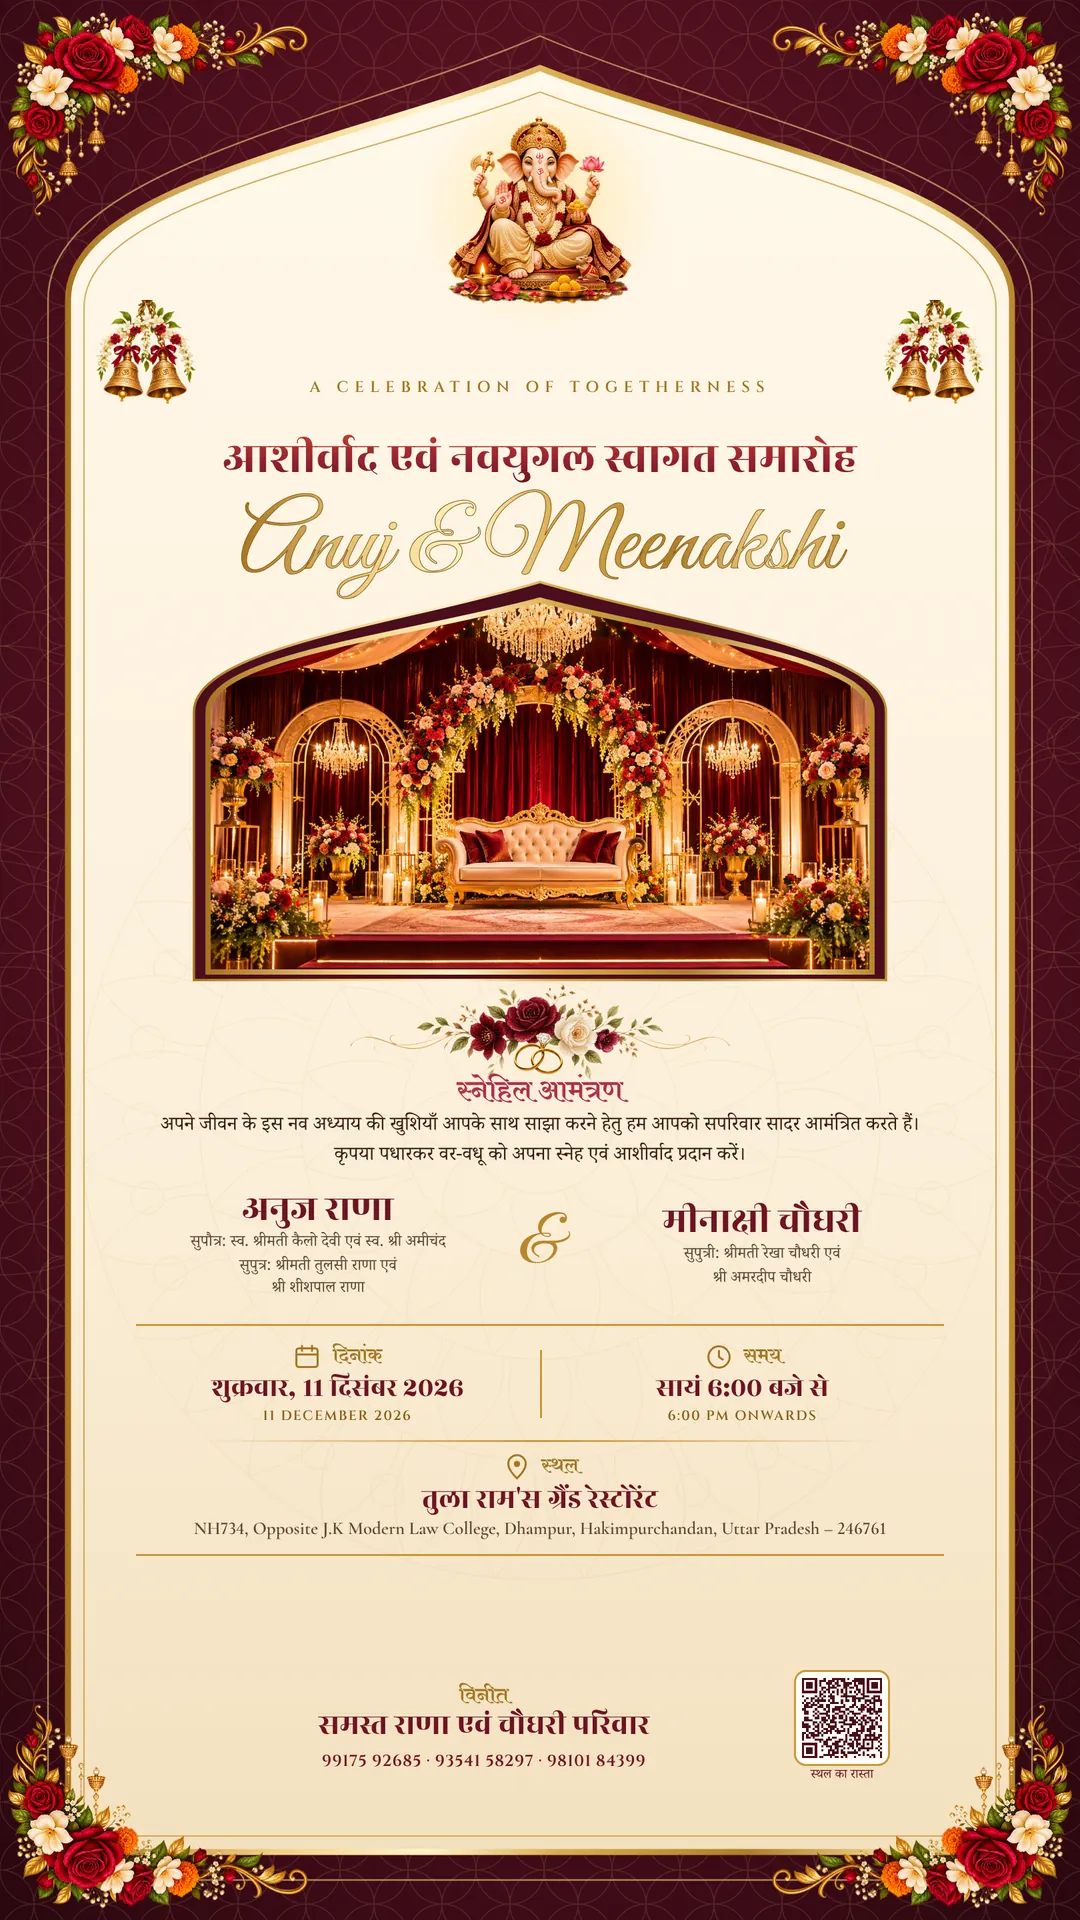 A CELEBRATION OF TOGETHERNESS
आशीर्वाद एवं नवयुगल स्वागत समारोह
Anuj & Meenakshi
स्नेहिल आमंत्रण
अपने जीवन के इस नव अध्याय की खुशियाँ आपके साथ साझा करने हेतु हम आपको सपरिवार सादर आमंत्रित करते हैं।
कृपया पधारकर वर-वधू को अपना स्नेह एवं आशीर्वाद प्रदान करें।
अनुज राणा
सुपौत्र: स्व. श्रीमती कैलो देवी एवं स्व. श्री अमीचंद
सुपुत्र: श्रीमती तुलसी राणा एवं
श्री शीशपाल राणा
&
मीनाक्षी चौधरी
सुपुत्री: श्रीमती रेखा चौधरी एवं
श्री अमरदीप चौधरी
दिनांक
शुक्रवार, 11 दिसंबर 2026
11 DECEMBER 2026
समय
सायं 6:00 बजे से
6:00 PM ONWARDS
स्थल
तुला राम'स ग्रैंड रेस्टोरेंट
NH734, Opposite J.K Modern Law College, Dhampur, Hakimpurchandan, Uttar Pradesh – 246761
विनीत
समस्त राणा एवं चौधरी परिवार
99175 92685 · 93541 58297 · 98101 84399
स्थल का रास्ता